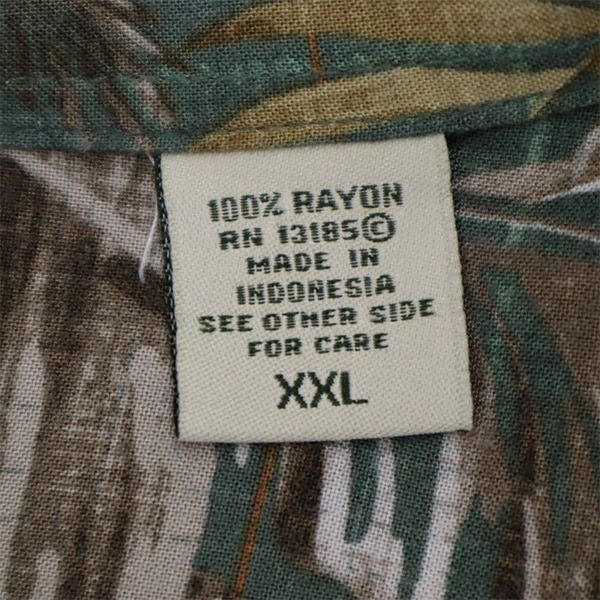 100% RAYON
RN 13185©
MADE IN
INDONESIA
SEE OTHER SIDE
FOR CARE
XXL